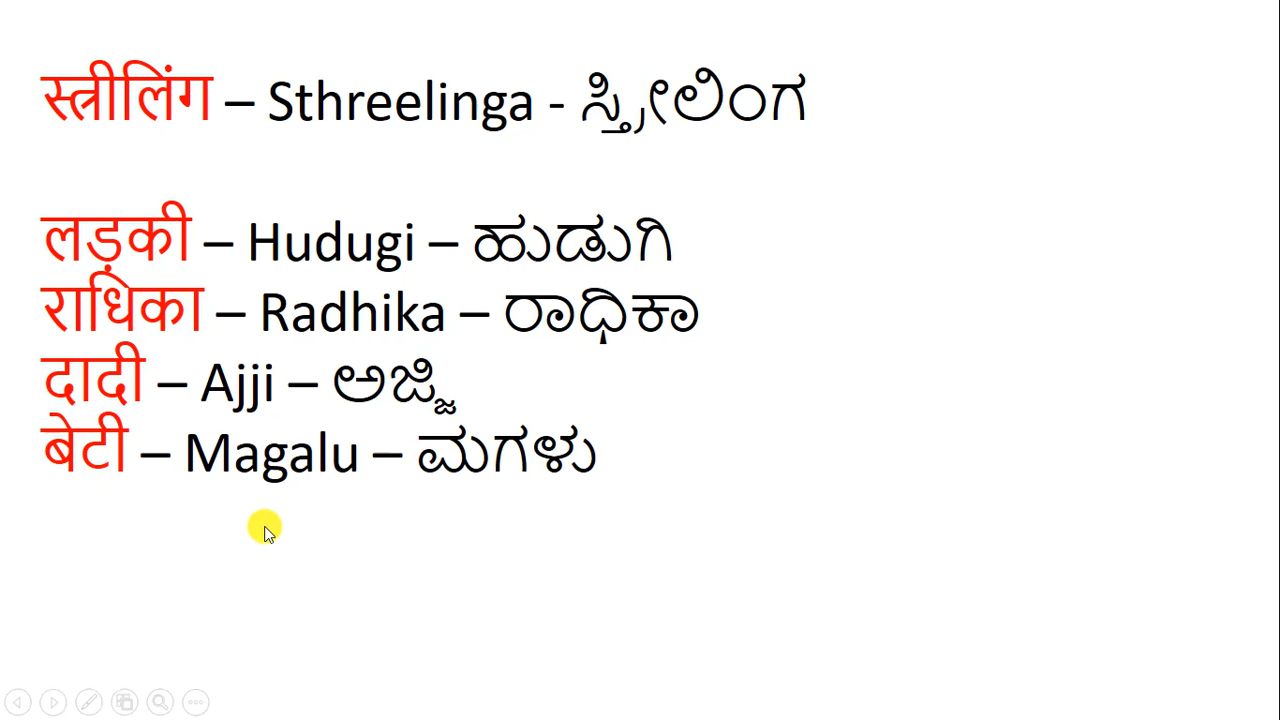 स्त्रीलिंग – Sthreelinga - ಸ್ತ್ರೀಲಿಂಗ
लड़की – Hudugi – ಹುಡುಗಿ
राधिका – Radhika – ರಾಧಿಕಾ
दादी – Ajji – ಅಜ್ಜಿ
बेटी – Magalu – ಮಗಳು